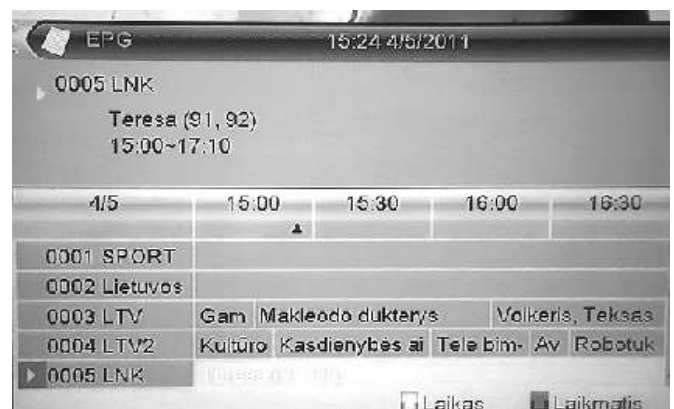 EPG 15:24 4/5/2011
0005 LNK
Teresa (91, 92)
15:00~17:10
4/5 15:00 15:30 16:00 16:30
0001 SPORT
0002 Lietuvos
0003 LTV Gam Makleodo dukterys Volkeris, Teksas
0004 LTV2 Kultūro Kasdienybės ai Tele bim- Av Robotuk
0005 LNK
Laikas Laikmatis